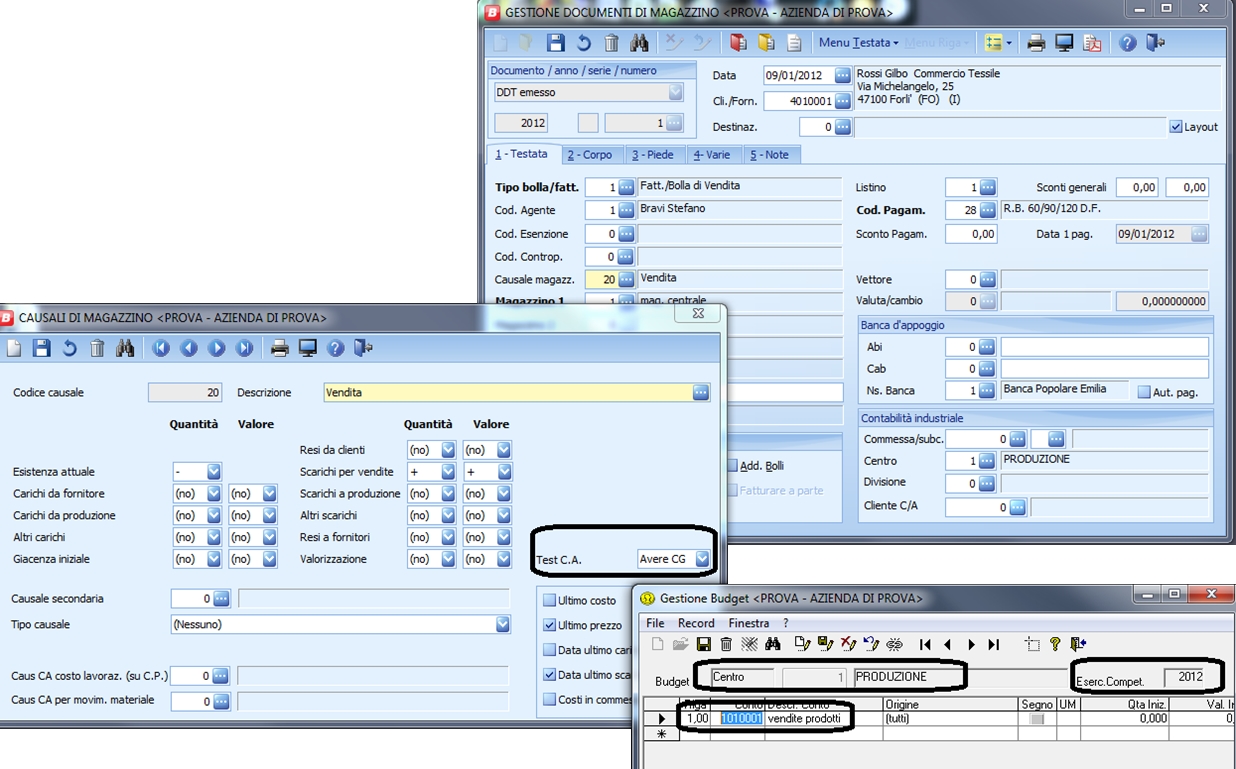 GESTIONE DOCUMENTI DI MAGAZZINO <PROVA - AZIENDA DI PROVA>
Menu Testata Menu Riga
Documento / anno / serie / numero
DDT emesso
2012 1
Data 09/01/2012
Cli./Forn. 4010001
Destinaz. 0
Rossi Gilbo Commercio Tessile
Via Michelangelo, 25
47100 Forli' (FO) (I)
Layout
1 - Testata 2 - Corpo 3 - Piede 4- Varie 5 - Note
Tipo bolla/fatt. 1 Fatt./Bolla di Vendita
Cod. Agente 1 Bravi Stefano
Cod. Esenzione 0
Cod. Controp. 0
Causale magazz. 20 Vendita
Magazzino 1 1 mag. centrale
Listino 1 Sconti generali 0,00 0,00
Cod. Pagam. 28 R.B. 60/90/120 D.F.
Sconto Pagam. 0,00 Data 1 pag. 09/01/2012
Vettore 0
Valuta/cambio 0 0,000000000
Banca d'appoggio
Abi 0
Cab 0
Ns. Banca 1 Banca Popolare Emilia Aut. pag.
Contabilità industriale
Commessa/subc. 0
Centro 1 PRODUZIONE
Divisione 0
Cliente C/A 0
Add. Bolli
Fatturare a parte
CAUSALI DI MAGAZZINO <PROVA - AZIENDA DI PROVA>
Codice causale 20 Descrizione Vendita
Quantità Valore Quantità Valore
Resi da clienti (no) (no)
Esistenza attuale - Scarichi per vendite + +
Carichi da fornitore (no) (no) Scarichi a produzione (no) (no)
Carichi da produzione (no) (no) Altri scarichi (no) (no)
Altri carichi (no) (no) Resi a fornitori (no) (no)
Giacenza iniziale (no) (no) Valorizzazione (no) (no)
Test C.A. Avere CG
Causale secondaria 0
Tipo causale (Nessuno)
Caus CA costo lavoraz. (su C.P.) 0
Caus CA per movim. materiale 0
Ultimo costo
Ultimo prezzo
Data ultimo cari
Data ultimo sca
Costi in commes
Gestione Budget <PROVA - AZIENDA DI PROVA>
File Record Finestra ?
Budget Centro 1 PRODUZIONE Eserc.Compet. 2012
Riga Conto Descr. Conto Origine Segno UM Qta Iniz. Val. In
1,00 1010001 vendite prodotti (tutti) 0,000 0,